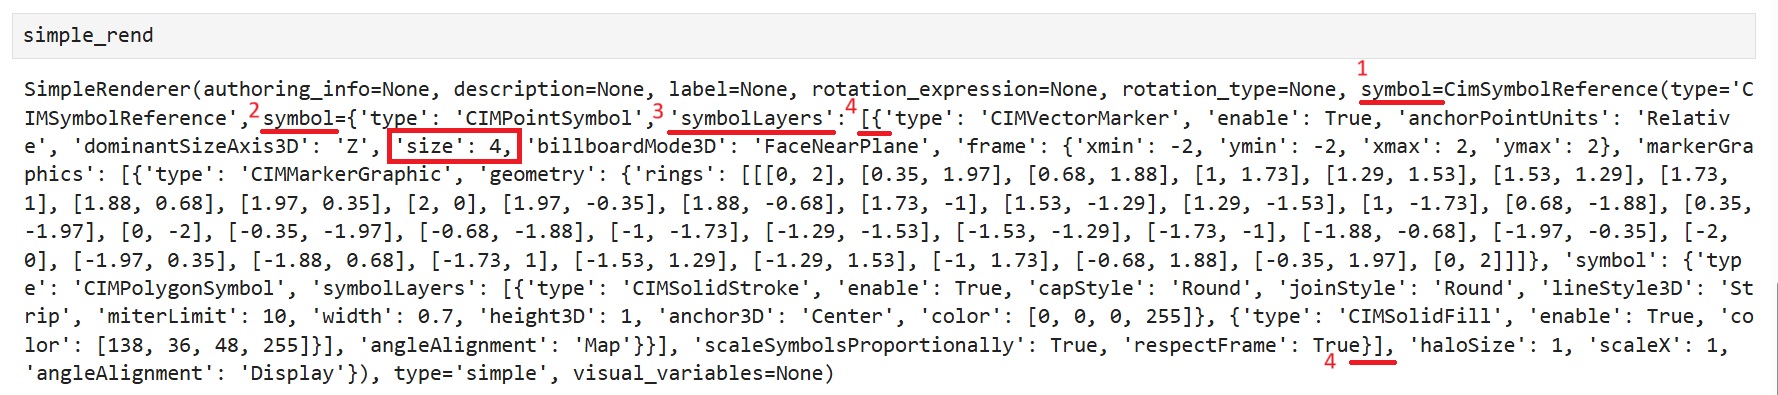 simple_rend
1
SimpleRenderer(authoring_info=None, description=None, label=None, rotation_expression=None, rotation_type=None, symbol=CimSymbolReference(type='C
2 3 4
IMSymbolReference', symbol={'type': 'CIMPointSymbol', 'symbolLayers': [{'type': 'CIMVectorMarker', 'enable': True, 'anchorPointUnits': 'Relativ
e', 'dominantSizeAxis3D': 'Z', 'size': 4, 'billboardMode3D': 'FaceNearPlane', 'frame': {'xmin': -2, 'ymin': -2, 'xmax': 2, 'ymax': 2}, 'markerGra
phics': [{'type': 'CIMMarkerGraphic', 'geometry': {'rings': [[[0, 2], [0.35, 1.97], [0.68, 1.88], [1, 1.73], [1.29, 1.53], [1.53, 1.29], [1.73,
1], [1.88, 0.68], [1.97, 0.35], [2, 0], [1.97, -0.35], [1.88, -0.68], [1.73, -1], [1.53, -1.29], [1.29, -1.53], [1, -1.73], [0.68, -1.88], [0.35,
-1.97], [0, -2], [-0.35, -1.97], [-0.68, -1.88], [-1, -1.73], [-1.29, -1.53], [-1.53, -1.29], [-1.73, -1], [-1.88, -0.68], [-1.97, -0.35], [-2,
0], [-1.97, 0.35], [-1.88, 0.68], [-1.73, 1], [-1.53, 1.29], [-1.29, 1.53], [-1, 1.73], [-0.68, 1.88], [-0.35, 1.97], [0, 2]]]}, 'symbol': {'typ
e': 'CIMPolygonSymbol', 'symbolLayers': [{'type': 'CIMSolidStroke', 'enable': True, 'capStyle': 'Round', 'joinStyle': 'Round', 'lineStyle3D': 'St
rip', 'miterLimit': 10, 'width': 0.7, 'height3D': 1, 'anchor3D': 'Center', 'color': [0, 0, 0, 255]}, {'type': 'CIMSolidFill', 'enable': True, 'co
lor': [138, 36, 48, 255]}], 'angleAlignment': 'Map'}}], 'scaleSymbolsProportionally': True, 'respectFrame': True}], 'haloSize': 1, 'scaleX': 1,
4
'angleAlignment': 'Display'}), type='simple', visual_variables=None)